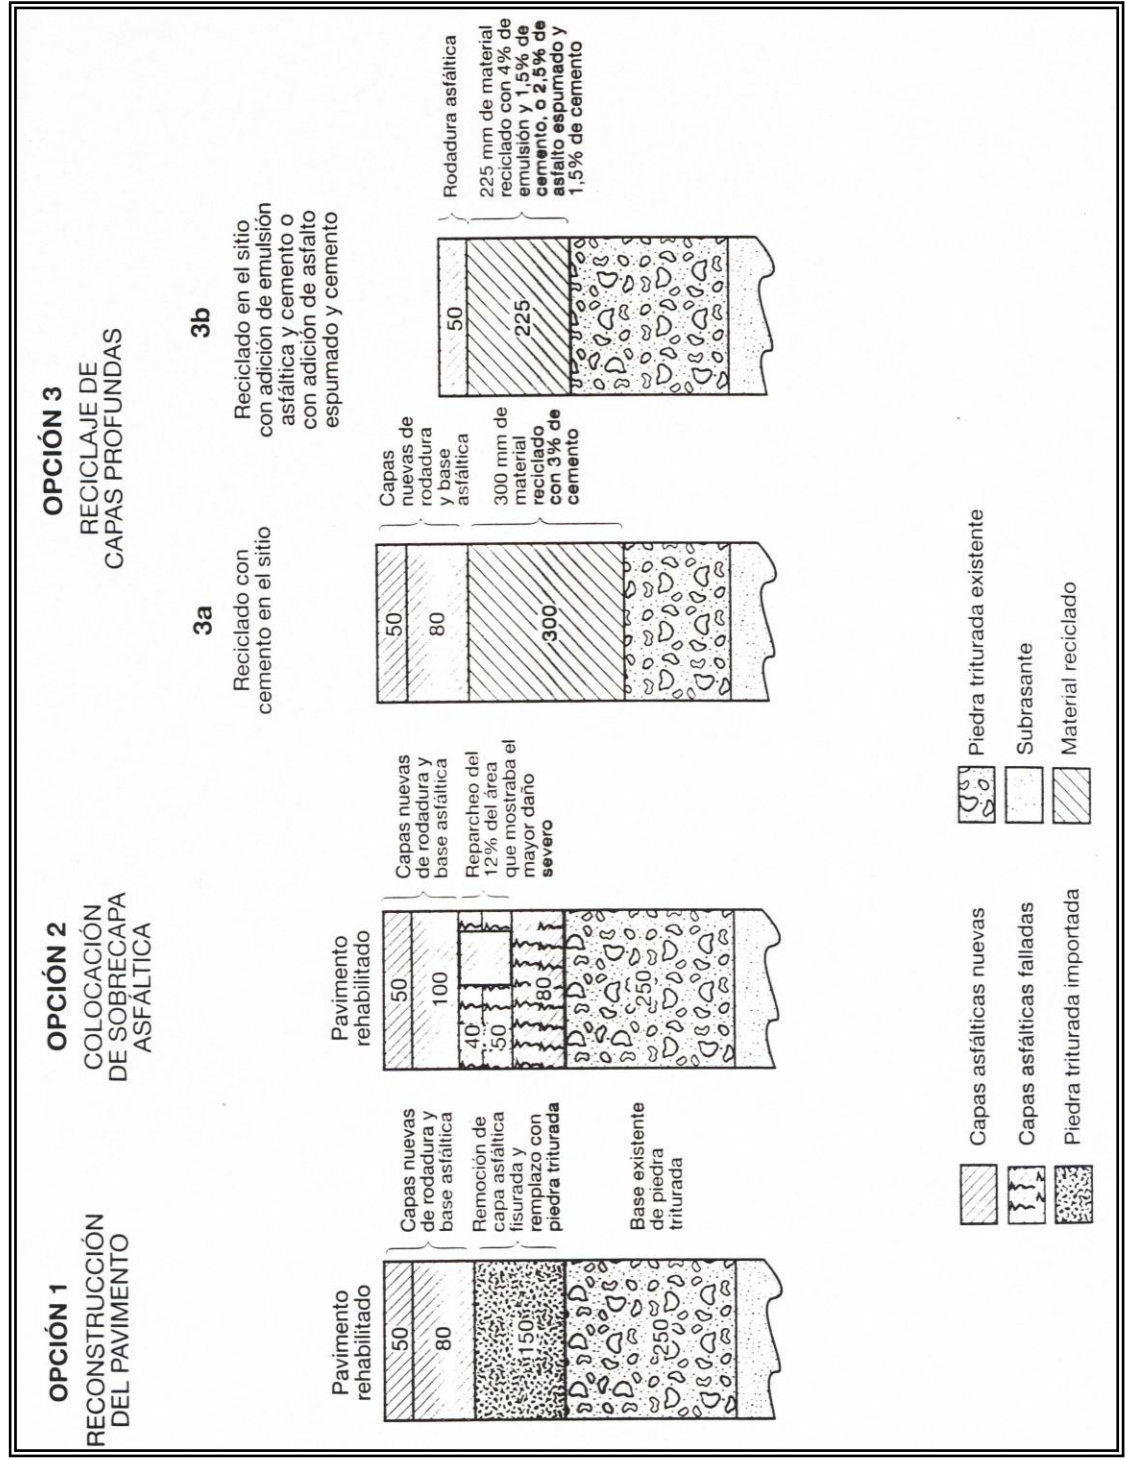 OPCIÓN 1
RECONSTRUCCIÓN
DEL PAVIMENTO
Pavimento
rehabilitado
50
80
150
250
Capas nuevas
de rodadura y
base asfáltica
Remoción de
capa asfáltica
fisurada y
remplazo con
piedra triturada
Base existente
de piedra
triturada
OPCIÓN 2
COLOCACIÓN
DE SOBRECAPA
ASFÁLTICA
Pavimento
rehabilitado
50
100
40
50
80
250
Capas nuevas
de rodadura y
base asfáltica
Reparcheo del
12% del área
que mostraba el
mayor daño
severo
OPCIÓN 3
RECICLAJE DE
CAPAS PROFUNDAS
3a
Reciclado con
cemento en el sitio
50
80
300
Capas
nuevas de
rodadura
y base
asfáltica
300 mm de
material
reciclado
con 3% de
cemento
3b
Reciclado en el sitio
con adición de emulsión
asfáltica y cemento o
con adición de asfalto
espumado y cemento
50
225
Rodadura asfáltica
225 mm de material
reciclado con 4% de
emulsión y 1,5% de
cemento, o 2,5% de
asfalto espumado y
1,5% de cemento
Capas asfálticas nuevas
Capas asfálticas falladas
Piedra triturada importada
Piedra triturada existente
Subrasante
Material reciclado